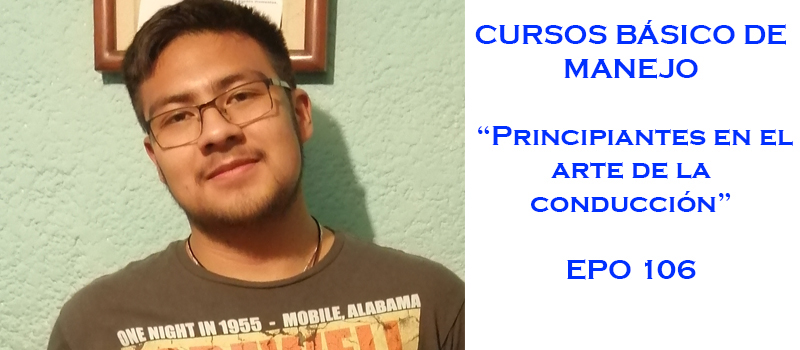 CURSOS BÁSICO DE
MANEJO
“Principiantes en el
arte de la
conducción”
EPO 106
ONE NIGHT IN 1955 - MOBILE, ALABAMA